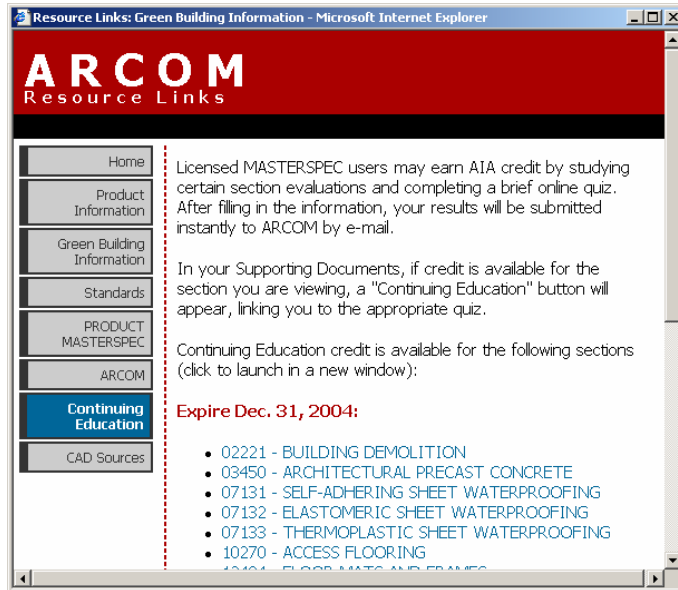 Resource Links: Green Building Information - Microsoft Internet Explorer
ARCOM
Resource Links
Home
Product
Information
Green Building
Information
Standards
PRODUCT
MASTERSPEC
ARCOM
Continuing
Education
CAD Sources
Licensed MASTERSPEC users may earn AIA credit by studying
certain section evaluations and completing a brief online quiz.
After filling in the information, your results will be submitted
instantly to ARCOM by e-mail.
In your Supporting Documents, if credit is available for the
section you are viewing, a "Continuing Education" button will
appear, linking you to the appropriate quiz.
Continuing Education credit is available for the following sections
(click to launch in a new window):
Expire Dec. 31, 2004:
02221 - BUILDING DEMOLITION
03450 - ARCHITECTURAL PRECAST CONCRETE
07131 - SELF-ADHERING SHEET WATERPROOFING
07132 - ELASTOMERIC SHEET WATERPROOFING
07133 - THERMOPLASTIC SHEET WATERPROOFING
10270 - ACCESS FLOORING
FLOOR MATS AND FRAMES